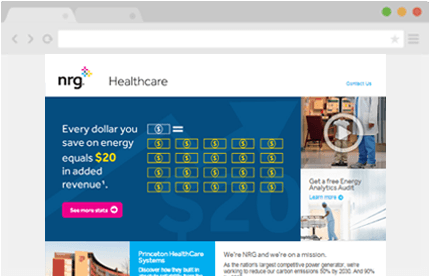 nrg
Healthcare
Contact Us
Every dollar you
save on energy
equals $20
in added
revenue¹.
See more stats
$20
Get a free Energy
Analytics Audit
Learn more
Princeton HealthCare
Systems
Discover how they built in
We're NRG and we're on a mission.
As the nation's largest competitive power generator, we're
working to reduce our carbon emissions 50% by 2030. And 90%